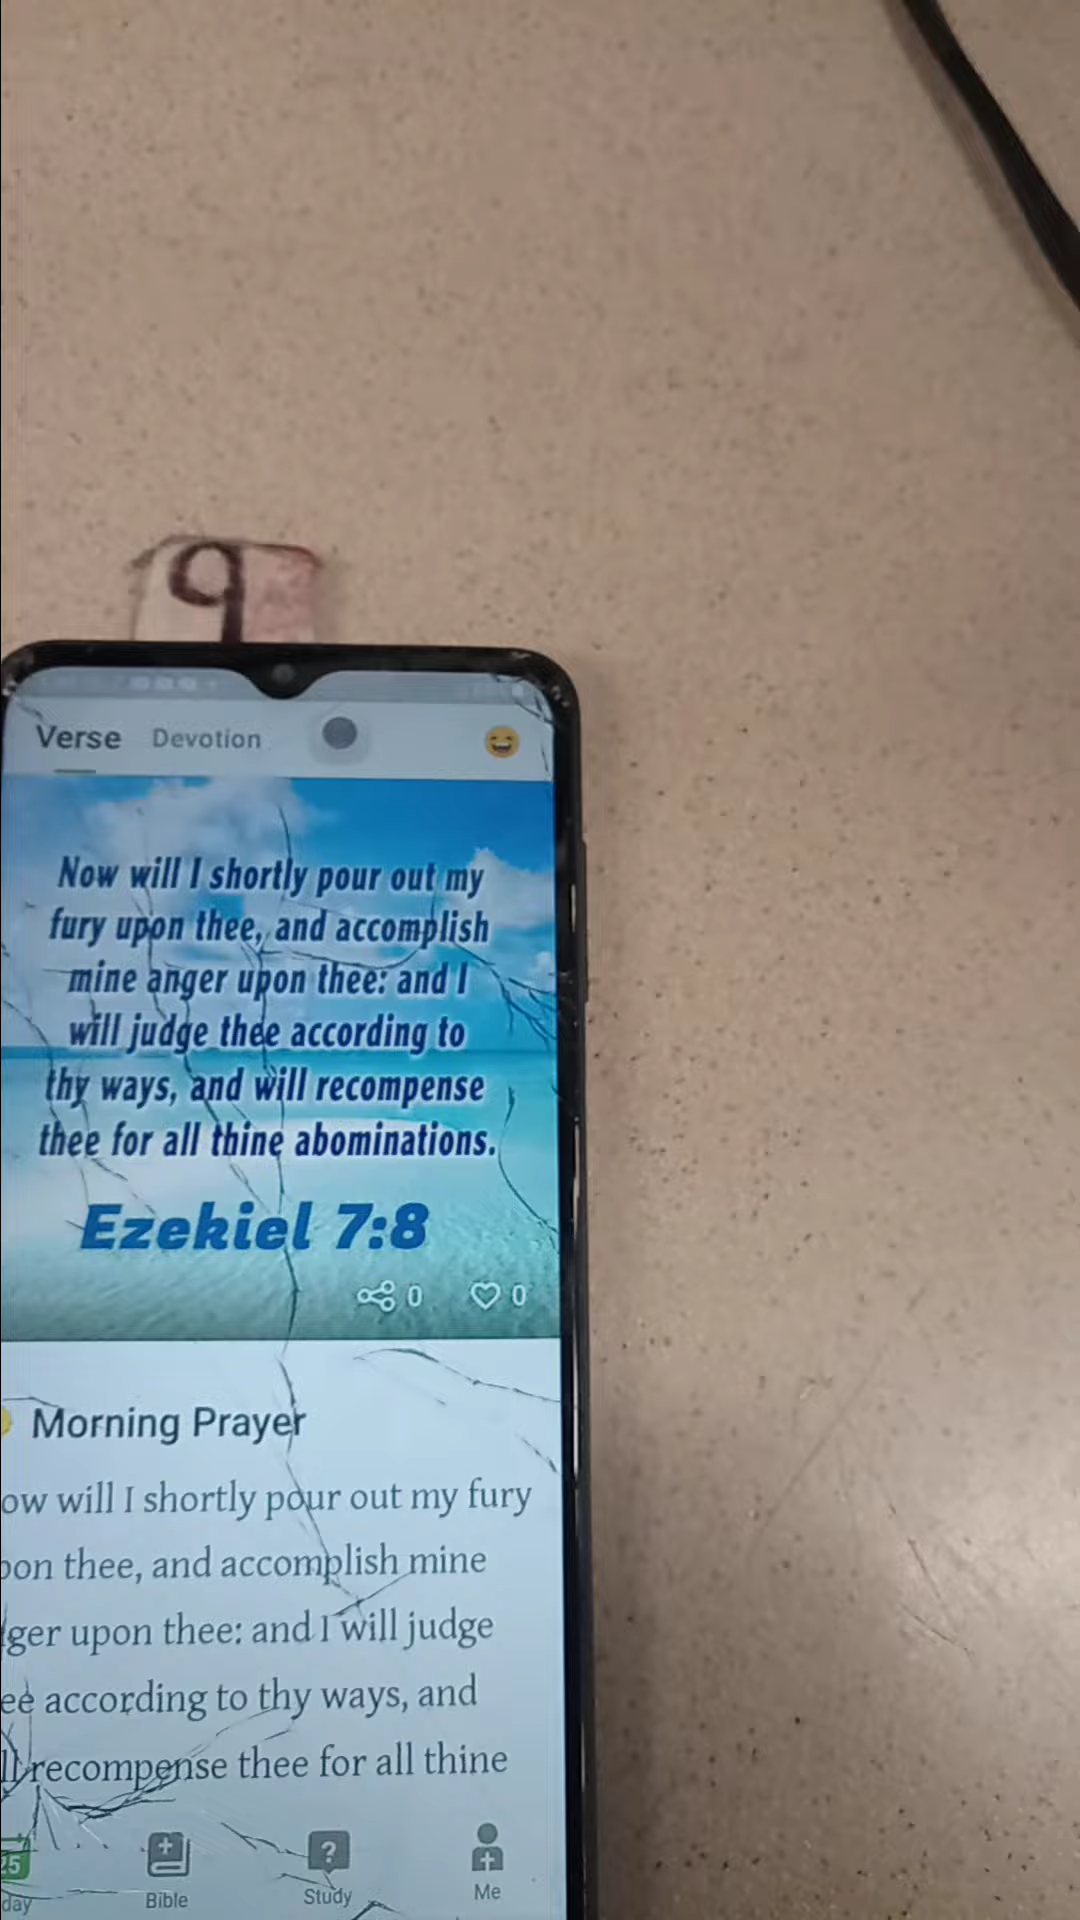 9
Verse Devotion
Now will I shortly pour out my
fury upon thee, and accomplish
mine anger upon thee: and I
will judge thee according to
thy ways, and will recompense
thee for all thine abominations.
Ezekiel 7:8
0 0
Morning Prayer
ow will I shortly pour out my fury
pon thee, and accomplish mine
ger upon thee: and I will judge
ee according to thy ways, and
ll recompense thee for all thine
25
day Bible Study Me